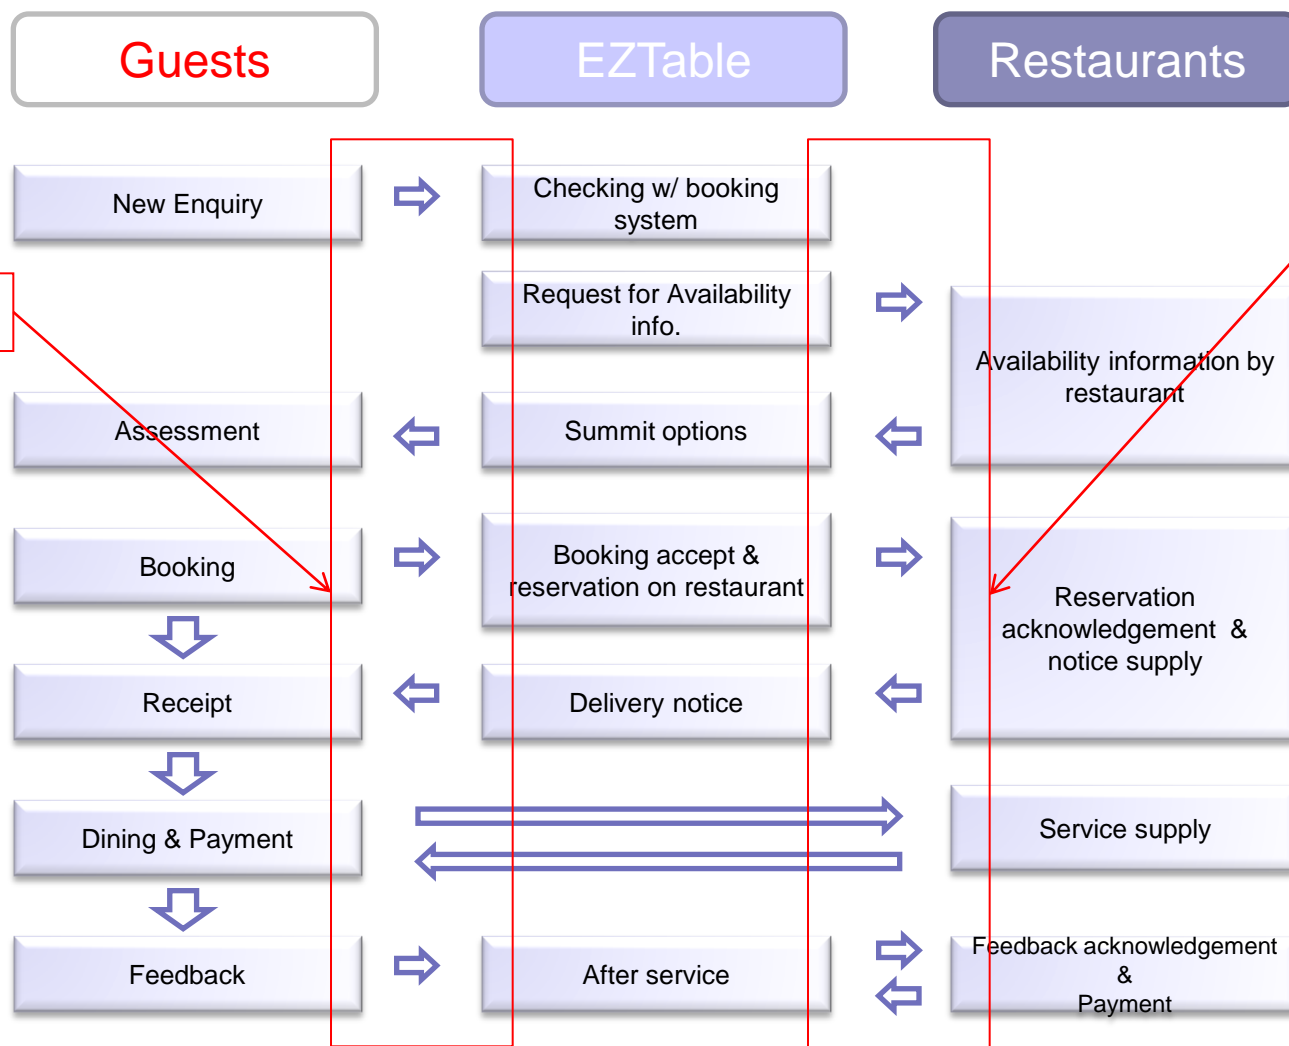 Guests
EZTable
Restaurants
New Enquiry
Checking w/ booking
system
Request for Availability
info.
Availability information by
restaurant
Assessment
Summit options
Booking
Booking accept &
reservation on restaurant
Reservation
acknowledgement &
notice supply
Receipt
Delivery notice
Dining & Payment
Service supply
Feedback
After service
Feedback acknowledgement
&
Payment